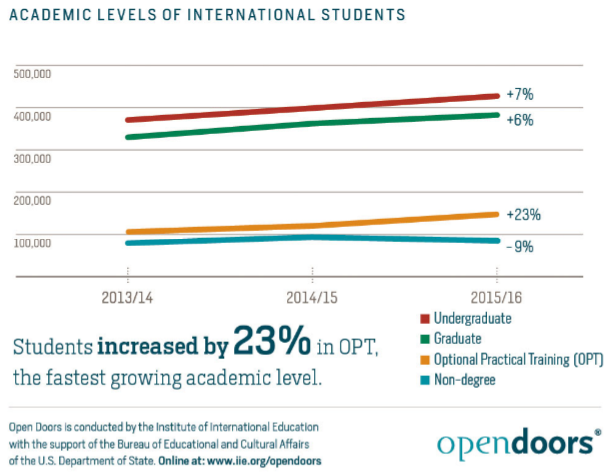 ACADEMIC LEVELS OF INTERNATIONAL STUDENTS
500,000
+7%
400,000
+6%
300,000
200,000
+23%
100,000
-9%
2013/14 2014/15 2015/16
Undergraduate
Graduate
Optional Practical Training (OPT)
Non-degree
Students increased by 23% in OPT,
the fastest growing academic level.
Open Doors is conducted by the Institute of International Education
with the support of the Bureau of Educational and Cultural Affairs
of the U.S. Department of State. Online at: www.iie.org/opendoors
opendoors®